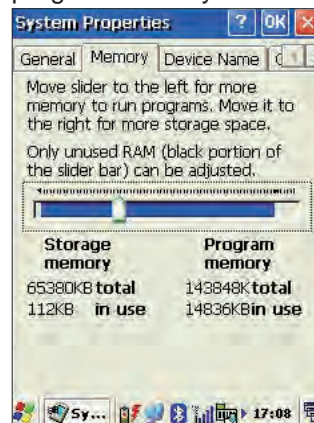 System Properties ? OK ×
General Memory Device Name
Move slider to the left for more
memory to run programs. Move it to
the right for more storage space.
Only unused RAM (black portion of
the slider bar) can be adjusted.
Storage Program
memory memory
65380KB total 143848K total
112KB in use 14836KB in use
Sy... 17:08